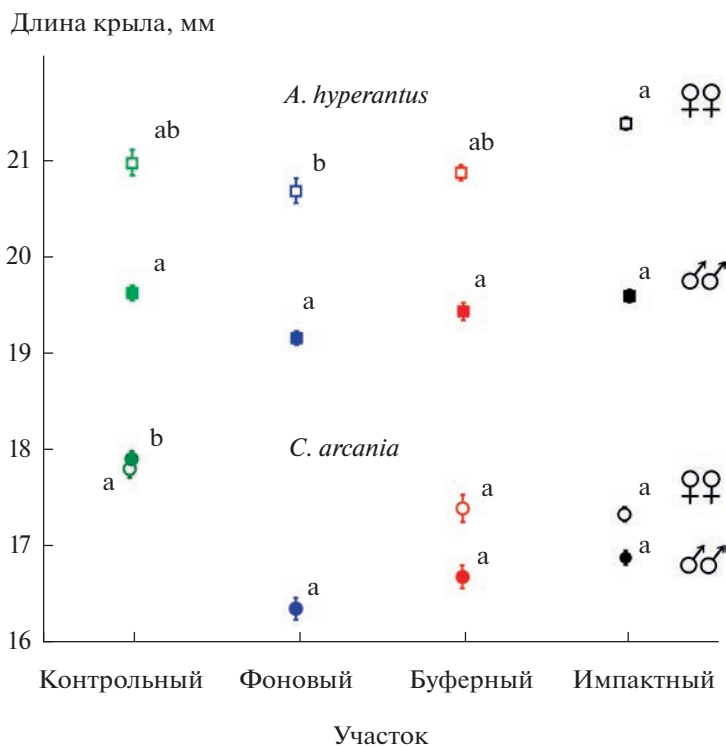 Длина крыла, мм
A. hyperantus
a
♀♀
ab
ab
21
b
20
a
a
a
♂♂
a
19
18
b
C. arcania
a
a
a
♀♀
17
a
a
♂♂
a
16
Контрольный Фоновый Буферный Импактный
Участок